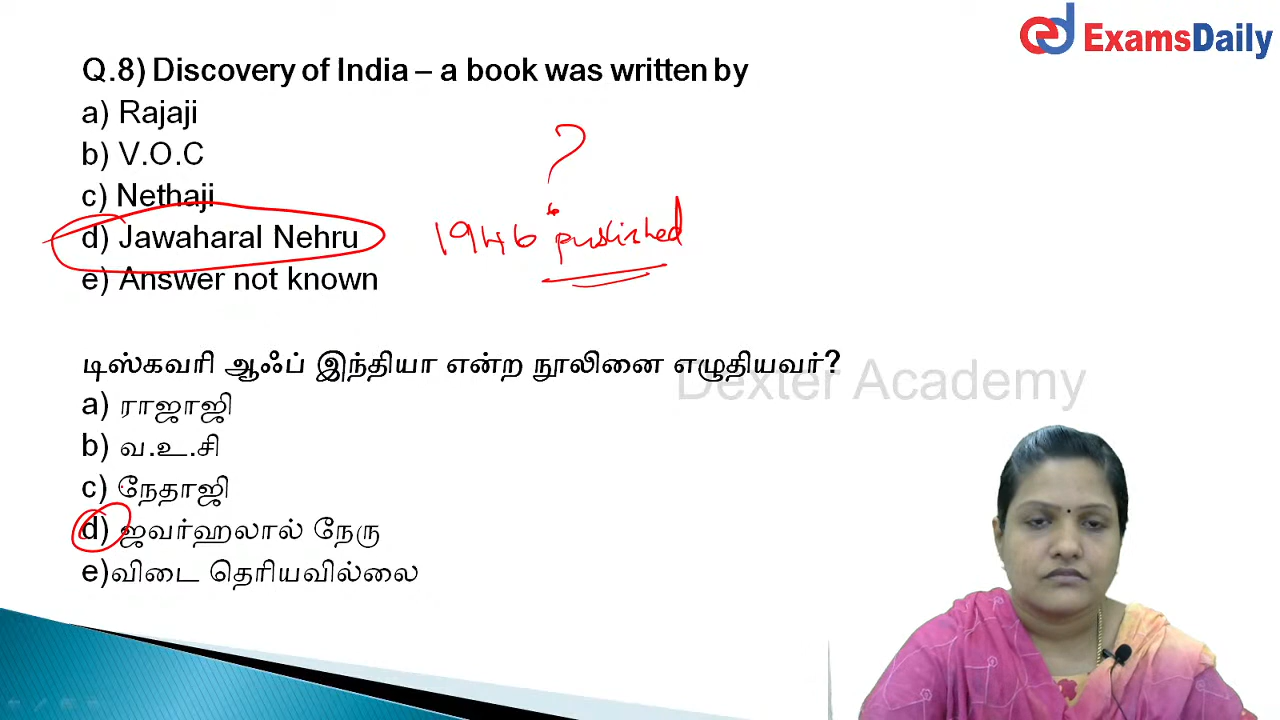 ExamsDaily
Q.8) Discovery of India – a book was written by
a) Rajaji
b) V.O.C
c) Nethaji
d) Jawaharal Nehru
e) Answer not known
?
1946 published
டிஸ்கவரி ஆஃப் இந்தியா என்ற நூலினை எழுதியவர்?
Dexter Academy
a) ராஜாஜி
b) வ.உ.சி
c) நேதாஜி
d) ஜவர்ஹலால் நேரு
e)விடை தெரியவில்லை